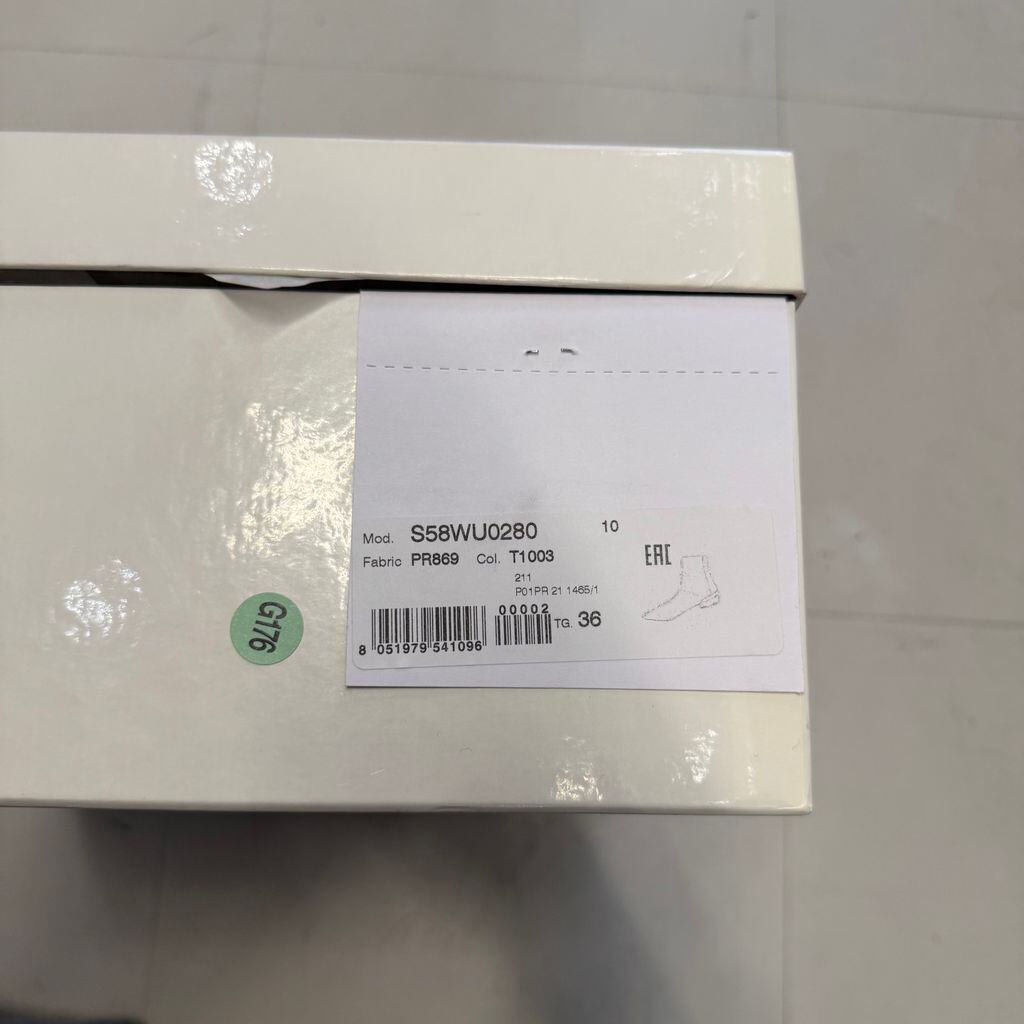 Mod. S58WU0280 10
Fabric PR869 Col. T1003
EAC
211
P01PR 21 1465/1
00002
TG. 36
8 051979 541096
G176